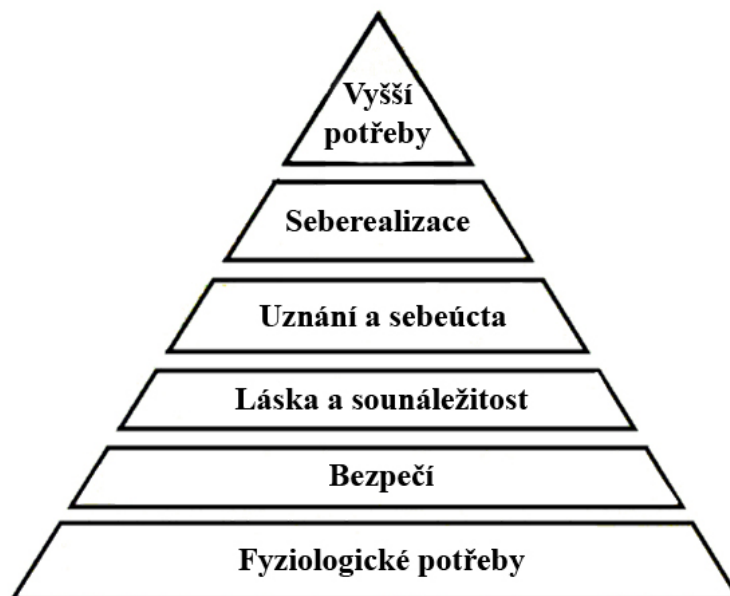 Vyšší
potřeby
Seberealizace
Uznání a sebeúcta
Láska a sounáležitost
Bezpečí
Fyziologické potřeby